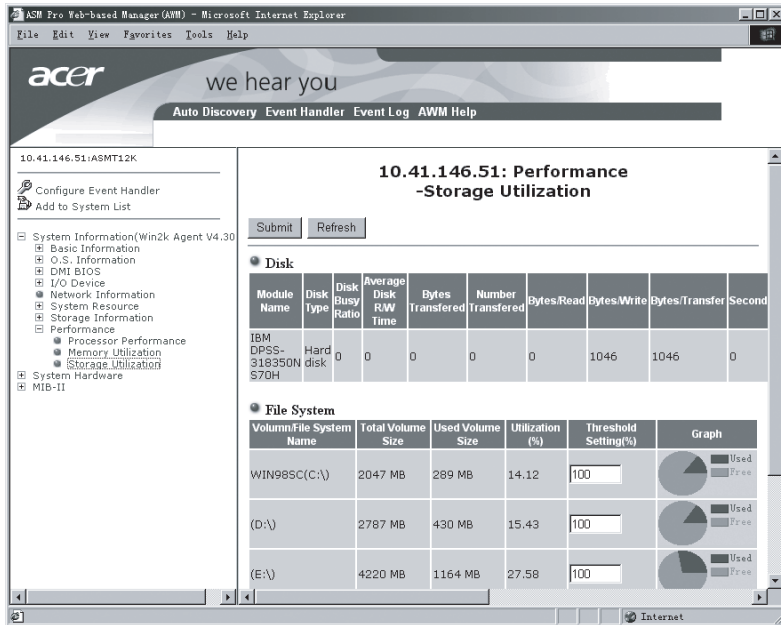 ASM Pro Web-based Manager (AWM) - Microsoft Internet Explorer
File Edit View Favorites Tools Help
acer
we hear you
Auto Discovery Event Handler Event Log AWM Help
10.41.146.51:ASMT12K
Configure Event Handler
Add to System List
System Information(Win2k Agent V4.30
Basic Information
O.S. Information
DMI BIOS
I/O Device
Network Information
System Resource
Storage Information
Performance
Processor Performance
Memory Utilization
Storage Utilization
System Hardware
MIB-II
10.41.146.51: Performance
-Storage Utilization
Submit Refresh
Disk
Module Name Disk Type Disk Busy Ratio Average Disk R/W Time Bytes Transfered Number Transfered Bytes/Read Bytes/Write Bytes/Transfer Second
IBM DPSS-318350N S70H Hard disk 0 0 0 0 0 1046 1046 0
File System
Volumn/File System Name Total Volume Size Used Volume Size Utilization (%) Threshold Setting(%) Graph
WIN98SC(C:\) 2047 MB 289 MB 14.12 100 Used Free
(D:\) 2787 MB 430 MB 15.43 100 Used Free
(E:\) 4220 MB 1164 MB 27.58 100 Used Free
Internet